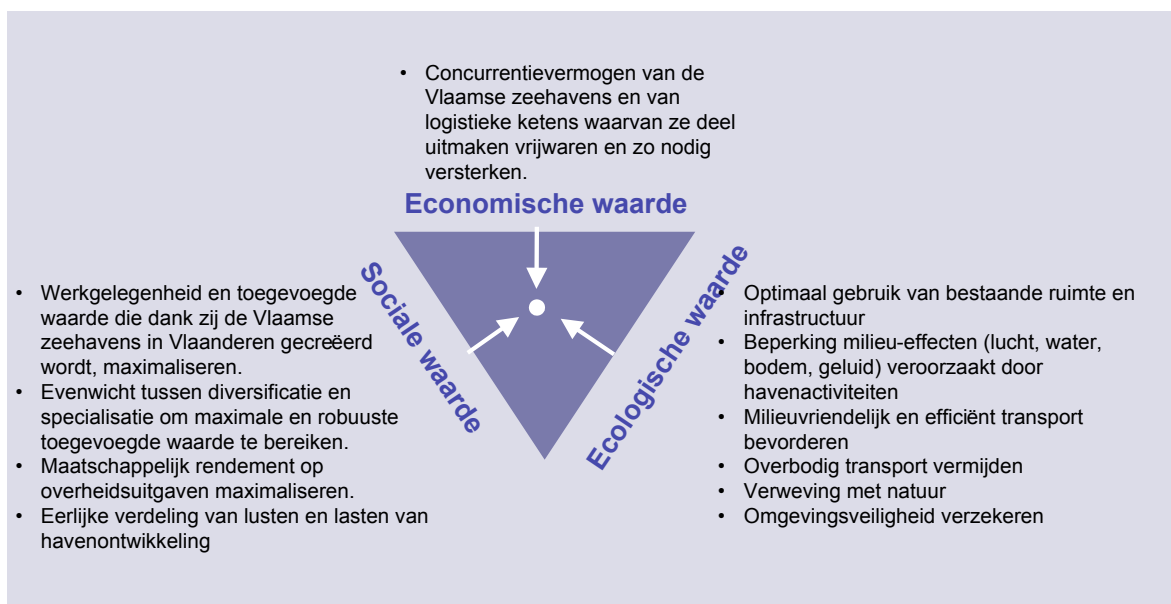 • Concurrentievermogen van de
Vlaamse zeehavens en van
logistieke ketens waarvan ze deel
uitmaken vrijwaren en zo nodig
versterken.
Economische waarde
Sociale waarde
• Werkgelegenheid en toegevoegde
waarde die dank zij de Vlaamse
zeehavens in Vlaanderen gecreëerd
wordt, maximaliseren.
• Evenwicht tussen diversificatie en
specialisatie om maximale en robuuste
toegevoegde waarde te bereiken.
• Maatschappelijk rendement op
overheidsuitgaven maximaliseren.
• Eerlijke verdeling van lusten en lasten van
havenontwikkeling
Ecologische waarde
• Optimaal gebruik van bestaande ruimte en
infrastructuur
• Beperking milieu-effecten (lucht, water,
bodem, geluid) veroorzaakt door
havenactiviteiten
• Milieuvriendelijk en efficiënt transport
bevorderen
• Overbodig transport vermijden
• Verweving met natuur
• Omgevingsveiligheid verzekeren